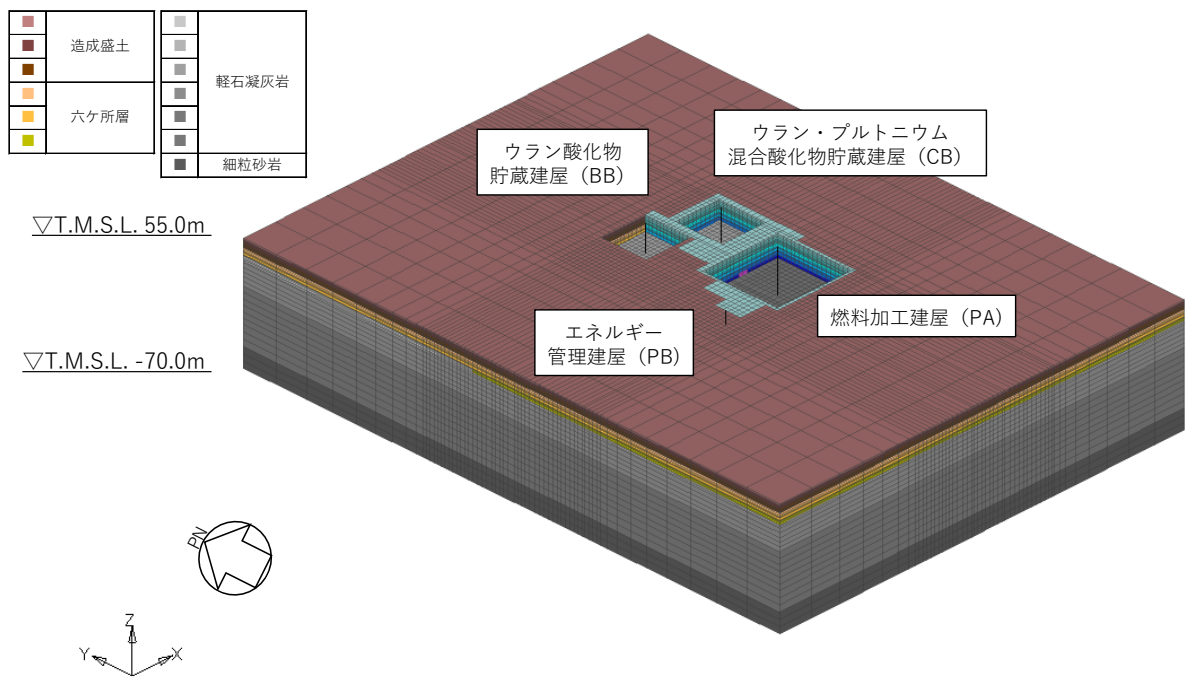 造成盛土
六ケ所層
軽石凝灰岩
細粒砂岩
ウラン酸化物
貯蔵建屋（BB）
ウラン・プルトニウム
混合酸化物貯蔵建屋（CB）
▽T.M.S.L. 55.0m
エネルギー
管理建屋（PB）
燃料加工建屋（PA）
▽T.M.S.L. -70.0m
PN
Z
Y
X